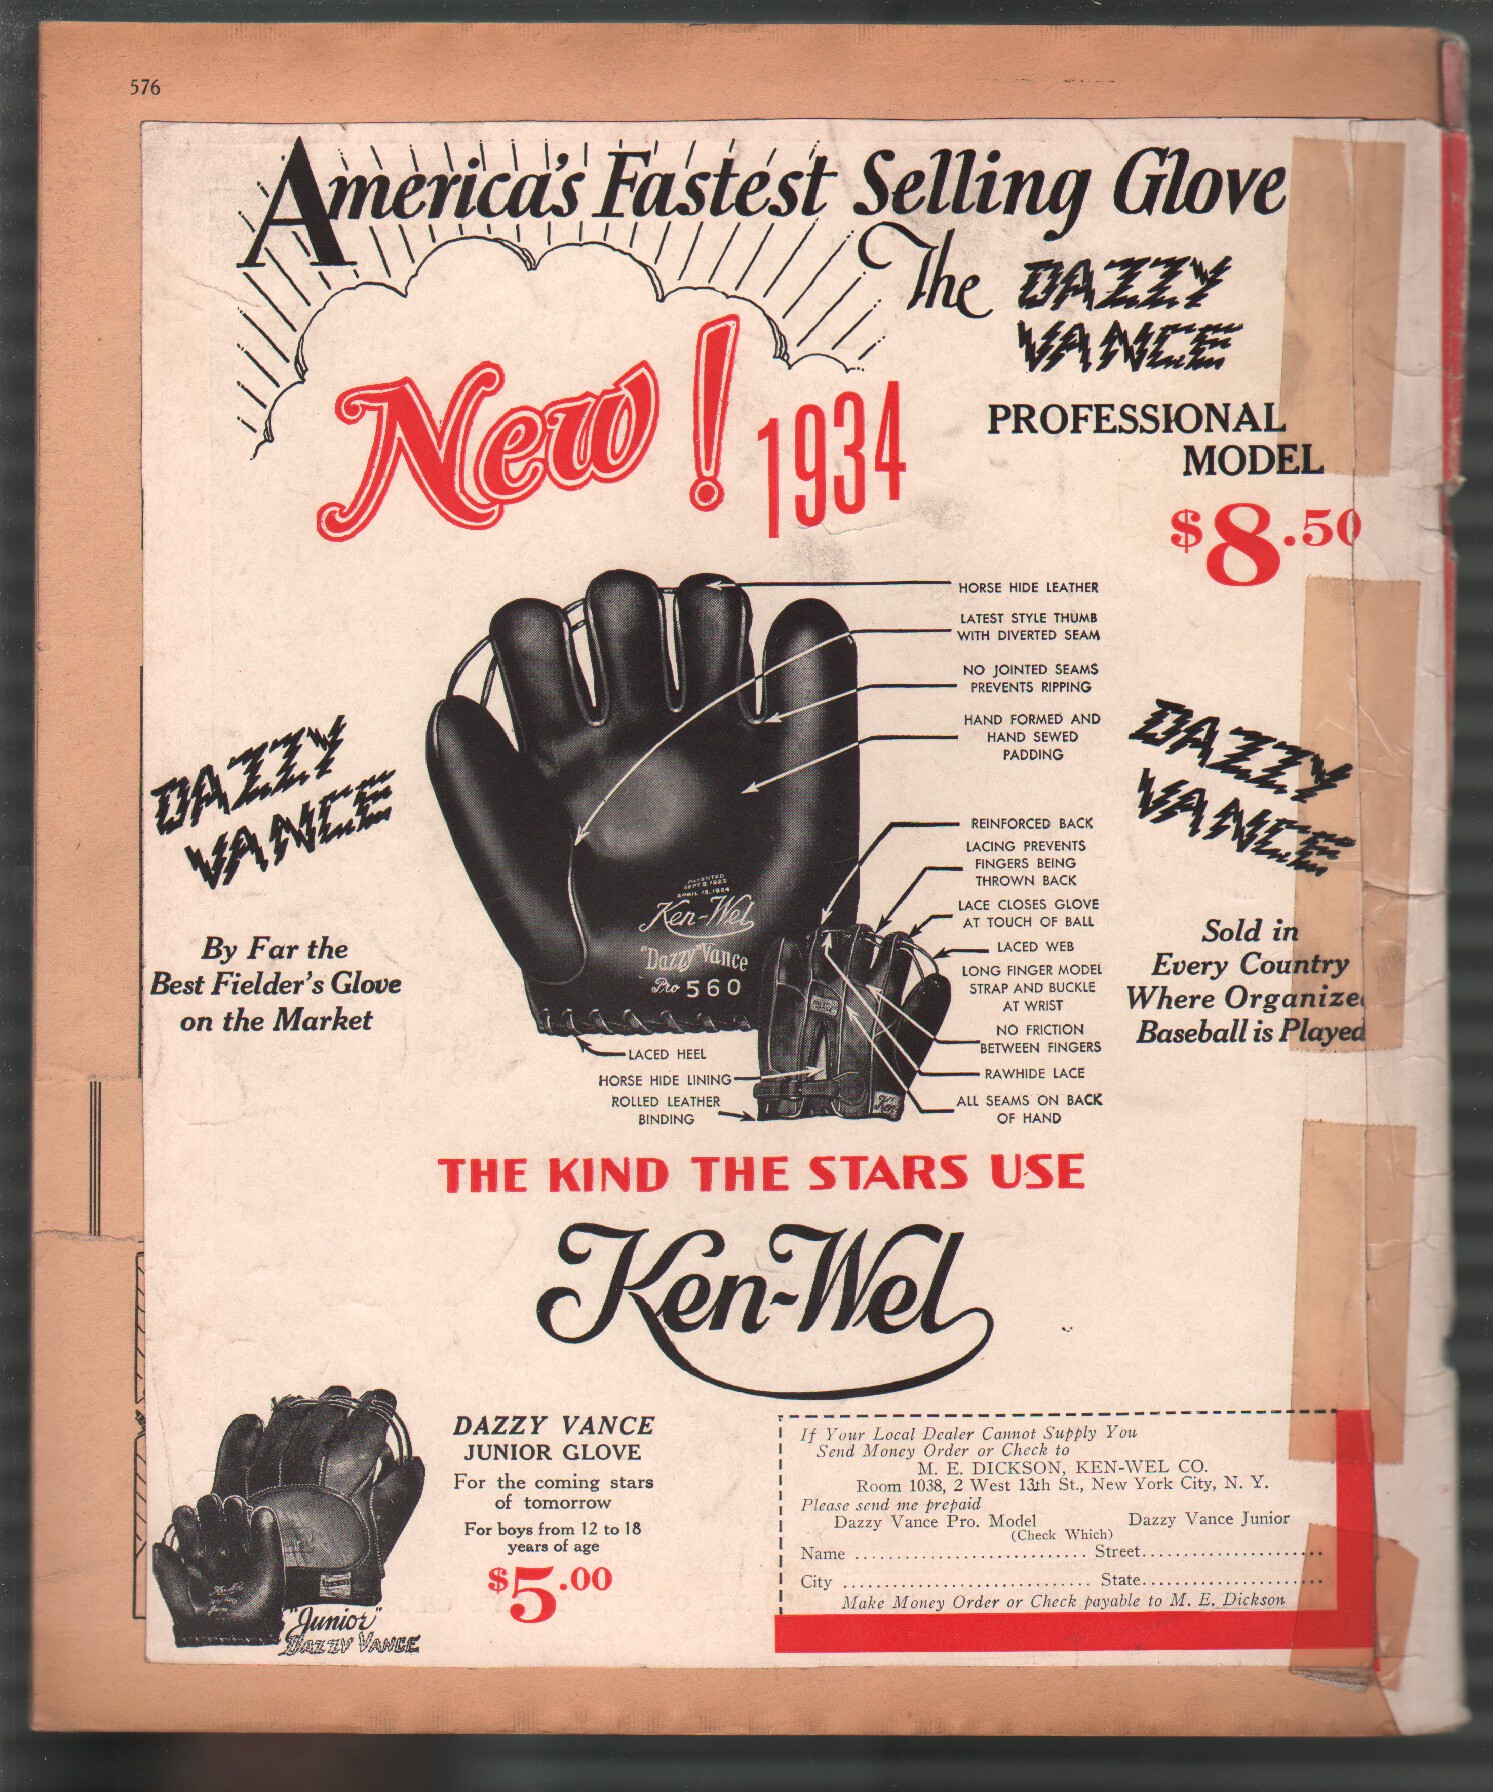 576
America's Fastest Selling Glove
The DAZZY
VANCE
PROFESSIONAL
MODEL
$8.50
New! 1934
HORSE HIDE LEATHER
LATEST STYLE THUMB
WITH DIVERTED SEAM
NO JOINTED SEAMS
PREVENTS RIPPING
HAND FORMED AND
HAND SEWED
PADDING
DAZZY
VANCE
By Far the
Best Fielder's Glove
on the Market
DAZZY
VANCE
Sold in
Every Country
Where Organize
Baseball is Played
REINFORCED BACK
LACING PREVENTS
FINGERS BEING
THROWN BACK
LACE CLOSES GLOVE
AT TOUCH OF BALL
LACED WEB
LONG FINGER MODEL
STRAP AND BUCKLE
AT WRIST
NO FRICTION
BETWEEN FINGERS
RAWHIDE LACE
ALL SEAMS ON BACK
OF HAND
PATENTED
Ken-Wel
"Dazzy" Vance
Pro 560
Ken
LACED HEEL
HORSE HIDE LINING
ROLLED LEATHER
BINDING
THE KIND THE STARS USE
Ken-Wel
"Junior"
DAZZY VANCE
DAZZY VANCE
JUNIOR GLOVE
For the coming stars
of tomorrow
For boys from 12 to 18
years of age
$5.00
If Your Local Dealer Cannot Supply You
Send Money Order or Check to
M. E. DICKSON, KEN-WEL CO.
Room 1038, 2 West 13th St., New York City, N. Y.
Please send me prepaid
Dazzy Vance Pro. Model Dazzy Vance Junior
(Check Which)
Name ............................ Street......................
City .............................. State......................
Make Money Order or Check payable to M. E. Dickson